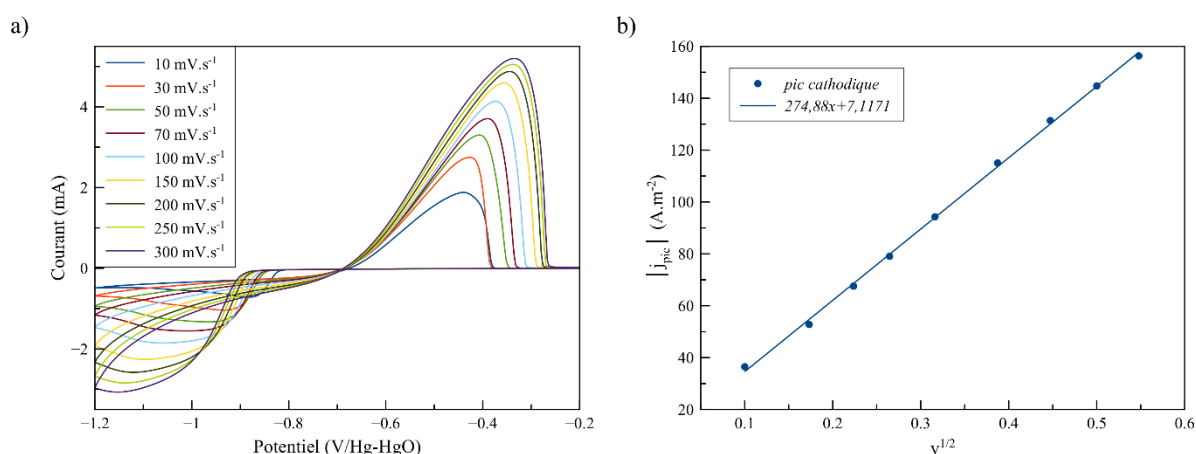 a)
10 mV.s⁻¹
30 mV.s⁻¹
50 mV.s⁻¹
70 mV.s⁻¹
100 mV.s⁻¹
150 mV.s⁻¹
200 mV.s⁻¹
250 mV.s⁻¹
300 mV.s⁻¹
4
2
0
−2
Courant (mA)
−1.2 −1 −0.8 −0.6 −0.4 −0.2
Potentiel (V/Hg-HgO)
b)
pic cathodique
274,88x+7,1171
160
140
120
100
80
60
40
20
|j_pic| (A.m⁻²)
0.1 0.2 0.3 0.4 0.5 0.6
v^1/2